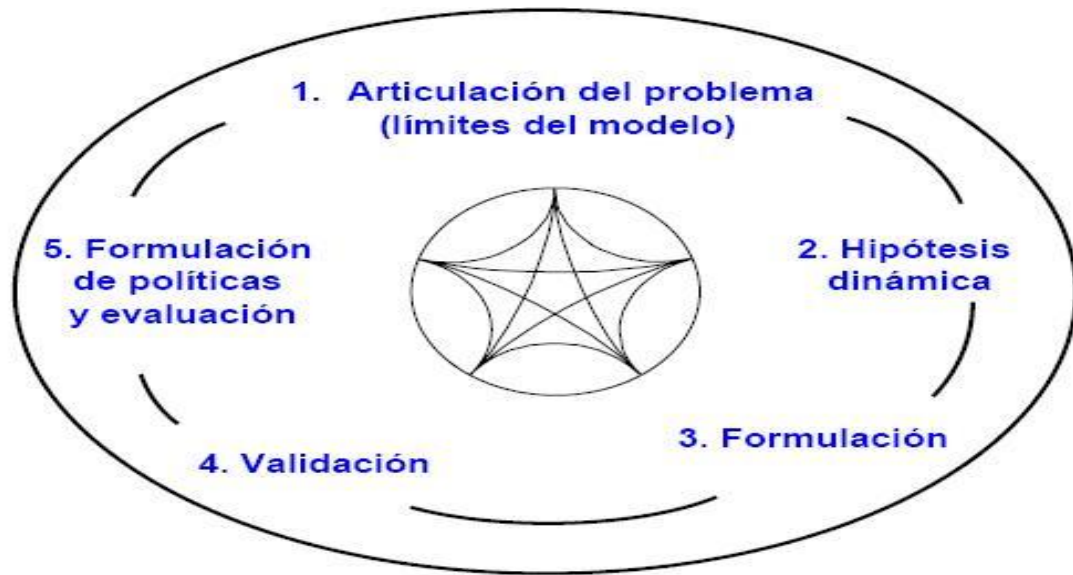 1. Articulación del problema
(límites del modelo)
2. Hipótesis
dinámica
3. Formulación
4. Validación
5. Formulación
de políticas
y evaluación